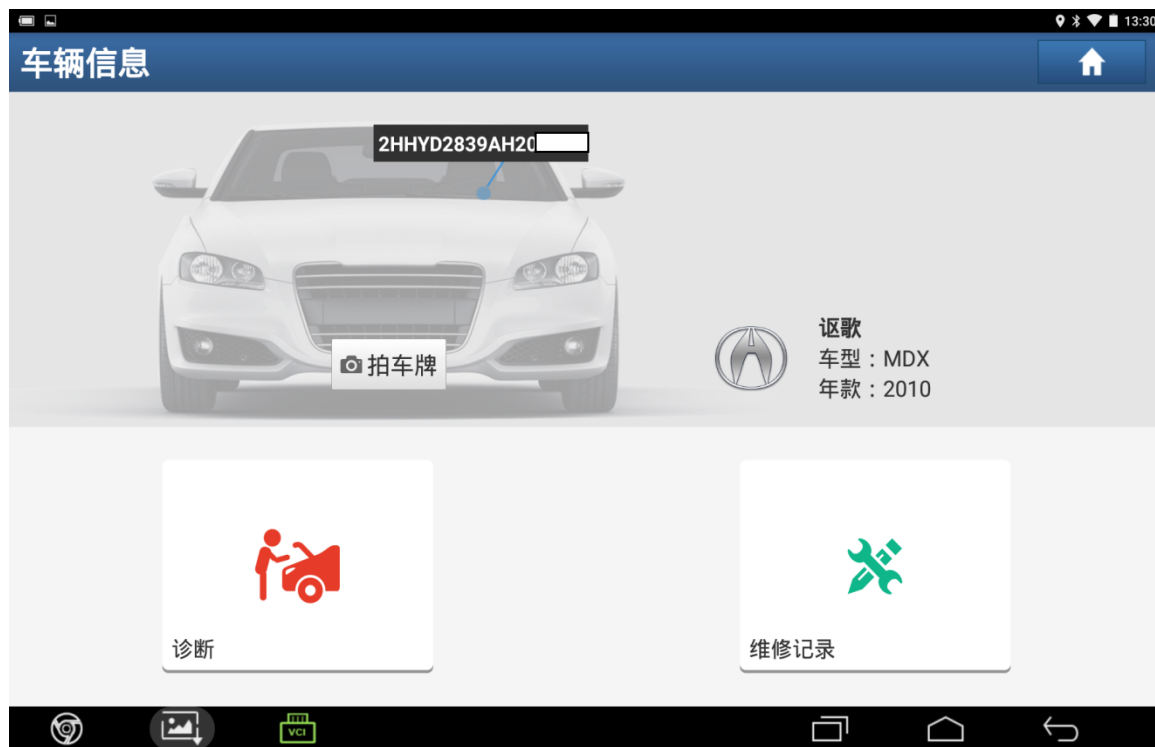 13:30
车辆信息
2HHYD2839AH20
拍车牌
讴歌
车型：MDX
年款：2010
诊断
维修记录
VCI